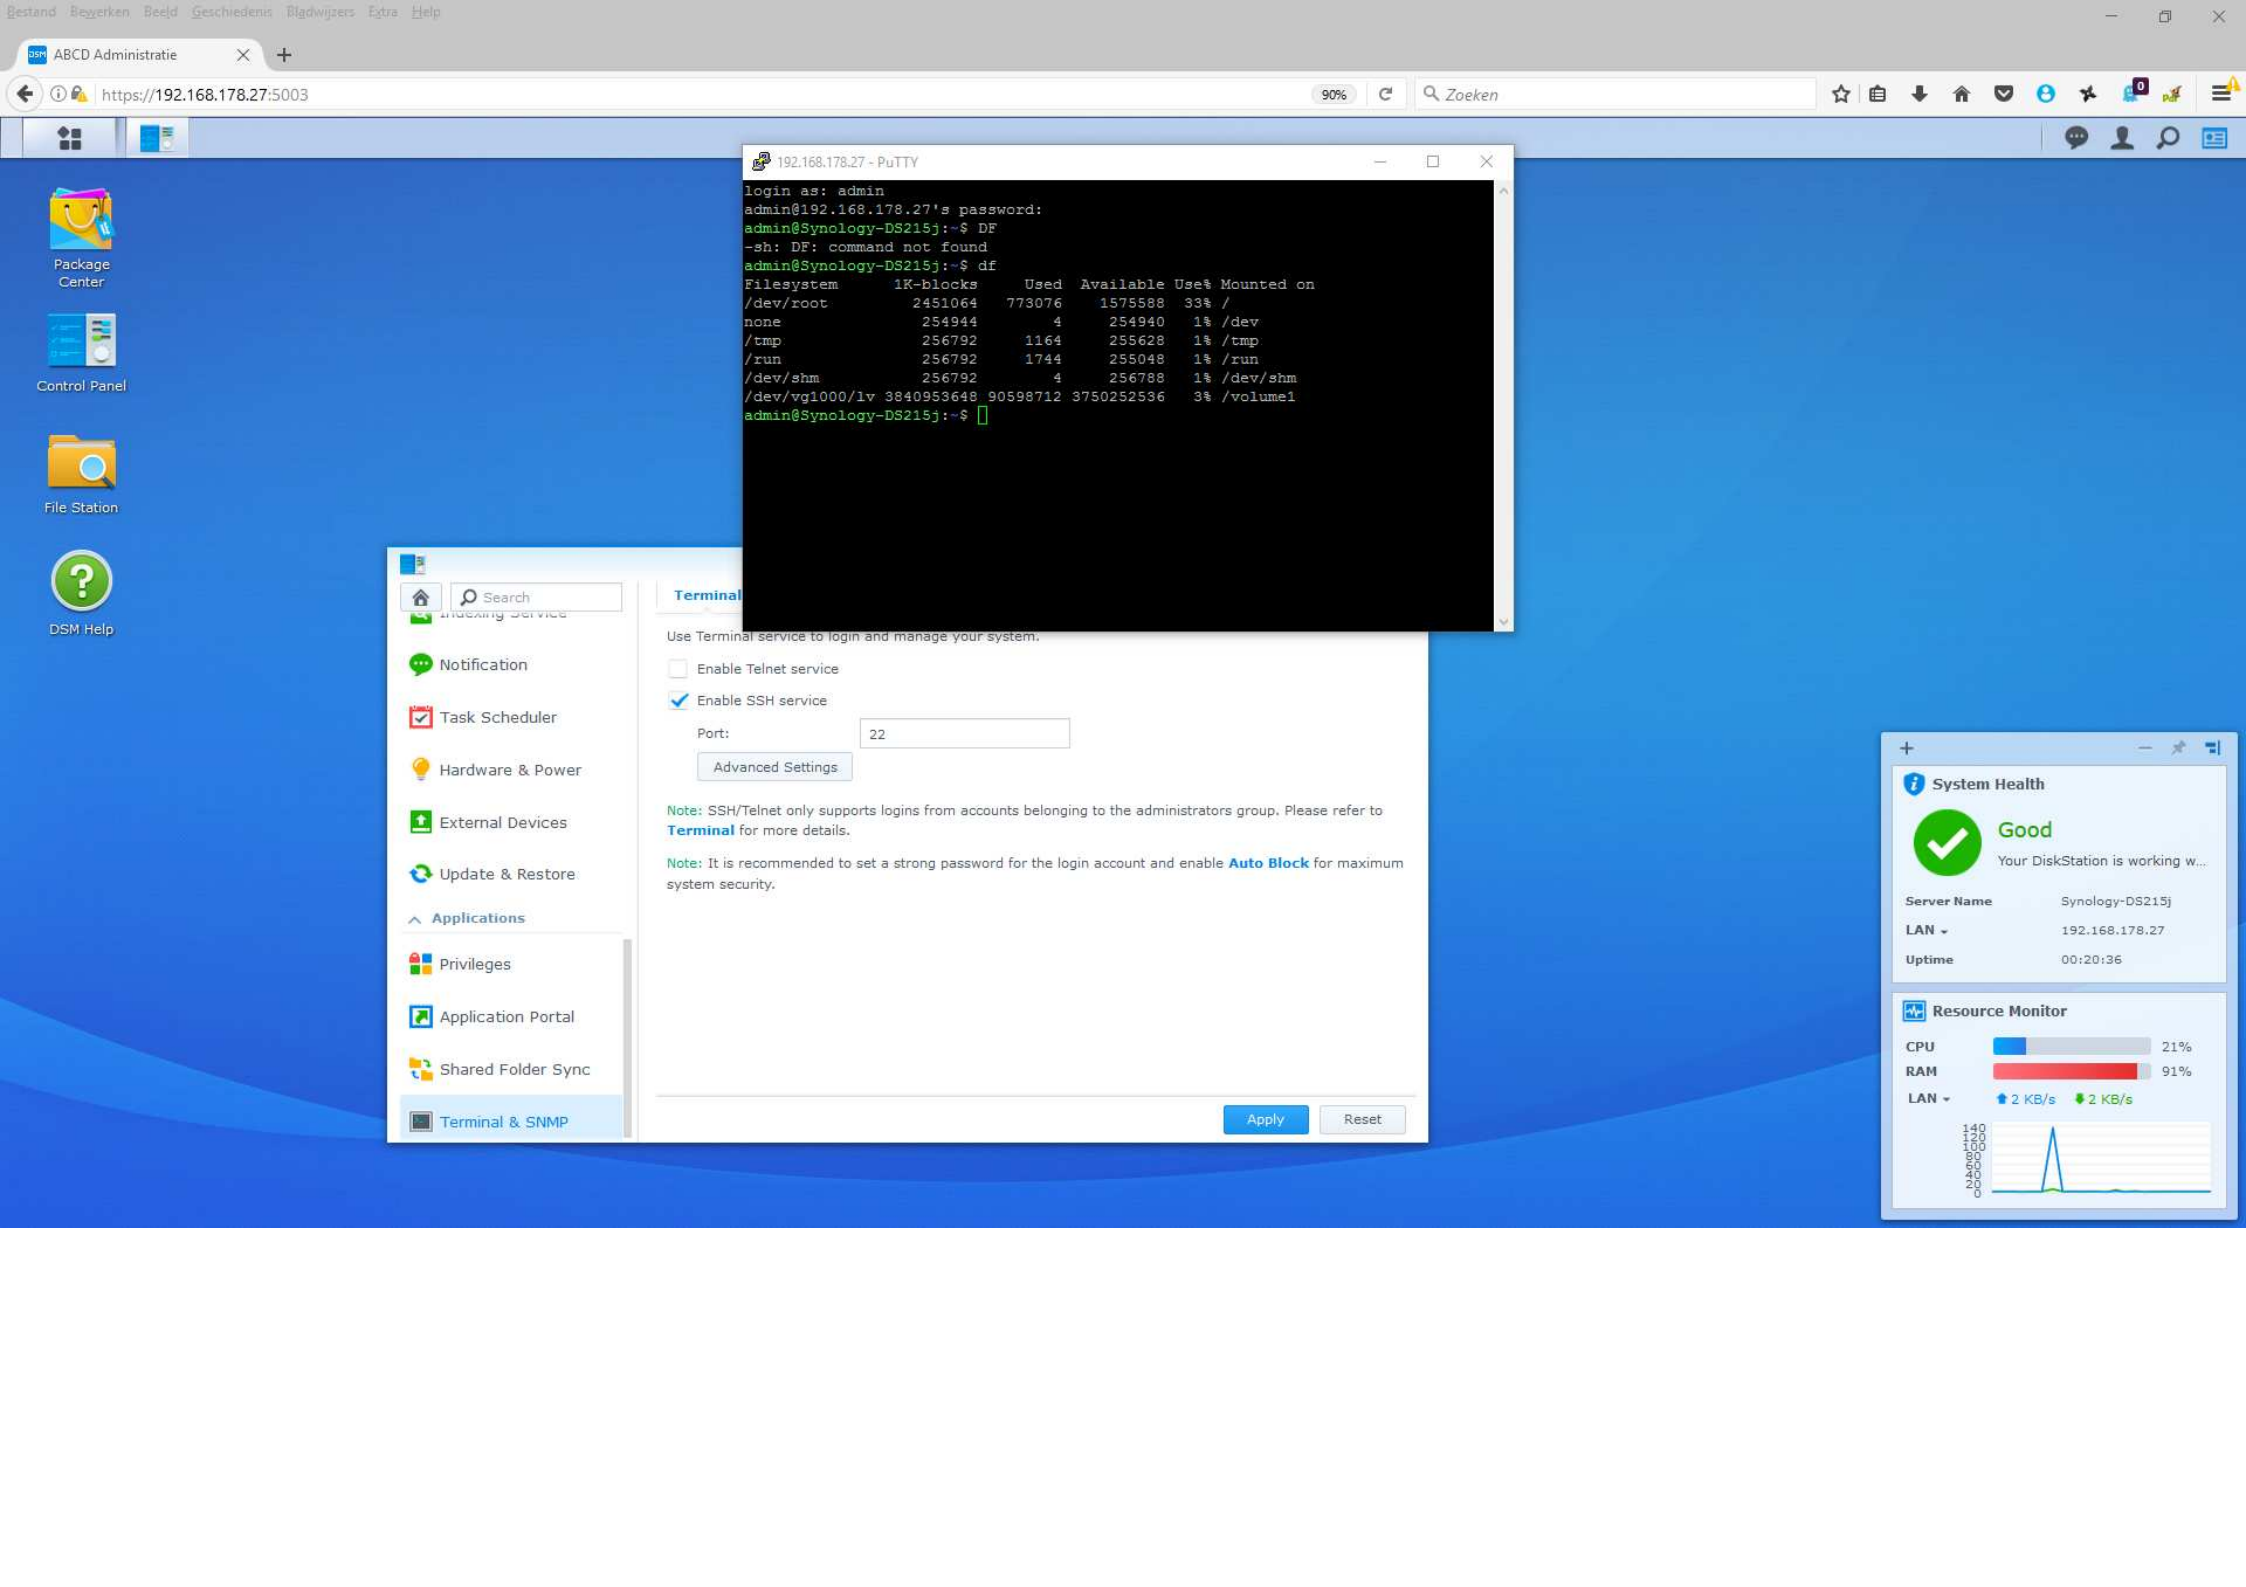 Bestand Bewerken Beeld Geschiedenis Bladwijzers Extra Help
ABCD Administratie
https://192.168.178.27:5003
90%
Zoeken
0
192.168.178.27 - PuTTY
login as: admin
admin@192.168.178.27's password:
admin@Synology-DS215j:~$ DF
-sh: DF: command not found
admin@Synology-DS215j:~$ df
Filesystem 1K-blocks Used Available Use% Mounted on
/dev/root 2451064 773076 1575588 33% /
none 254944 4 254940 1% /dev
/tmp 256792 1164 255628 1% /tmp
/run 256792 1744 255048 1% /run
/dev/shm 256792 4 256788 1% /dev/shm
/dev/vg1000/lv 3840953648 90598712 3750252536 3% /volume1
admin@Synology-DS215j:~$
Package
Center
Control Panel
File Station
DSM Help
Search
Indexing Service
Notification
Task Scheduler
Hardware & Power
External Devices
Update & Restore
Applications
Privileges
Application Portal
Shared Folder Sync
Terminal & SNMP
Terminal
Use Terminal service to login and manage your system.
Enable Telnet service
Enable SSH service
Port: 22
Advanced Settings
Note: SSH/Telnet only supports logins from accounts belonging to the administrators group. Please refer to
Terminal for more details.
Note: It is recommended to set a strong password for the login account and enable Auto Block for maximum
system security.
Apply Reset
System Health
Good
Your DiskStation is working w...
Server Name Synology-DS215j
LAN 192.168.178.27
Uptime 00:20:36
Resource Monitor
CPU 21%
RAM 91%
LAN 2 KB/s 2 KB/s
140
120
100
80
60
40
20
0